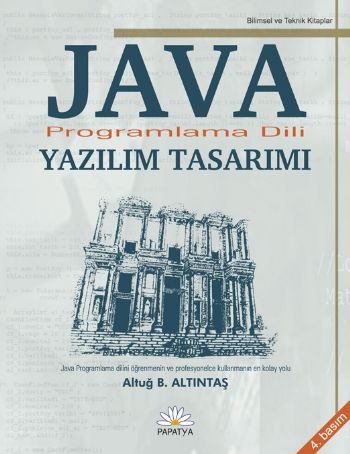 Bilimsel ve Teknik Kitaplar
JAVA
Programlama Dili
YAZILIM TASARIMI
Java Programlama dilini öğrenmenin ve profesyonelce kullanmanın en kolay yolu
Altuğ B. ALTINTAŞ
PAPATYA
4. basım